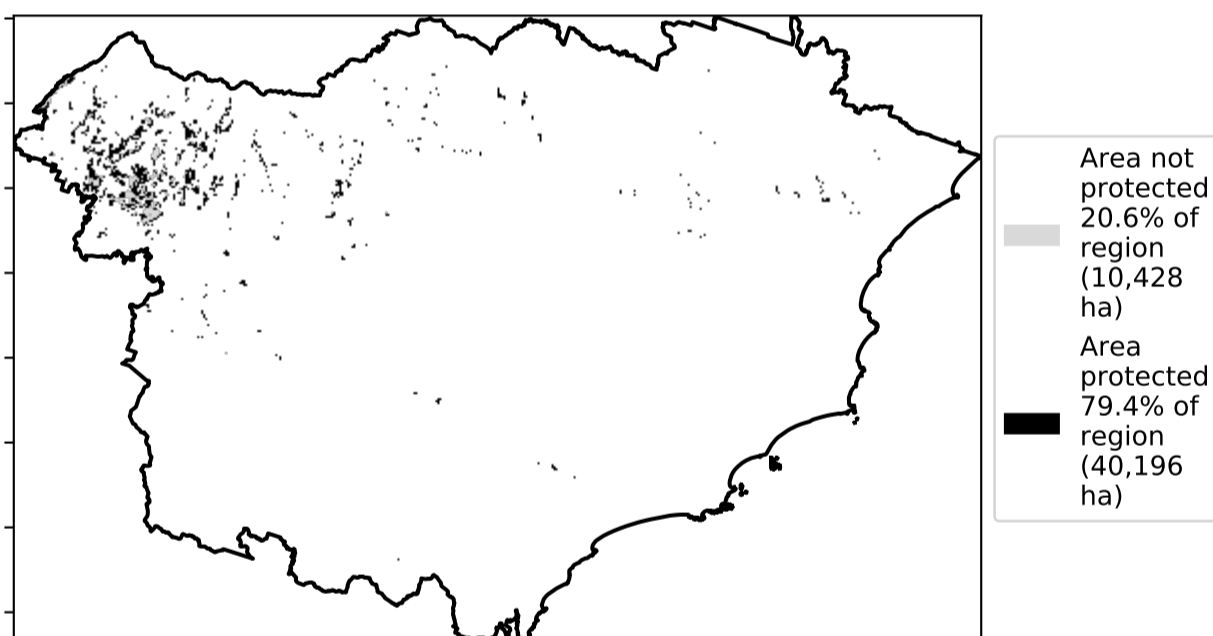 Area not
protected
20.6% of
region
(10,428
ha)
Area
protected
79.4% of
region
(40,196
ha)